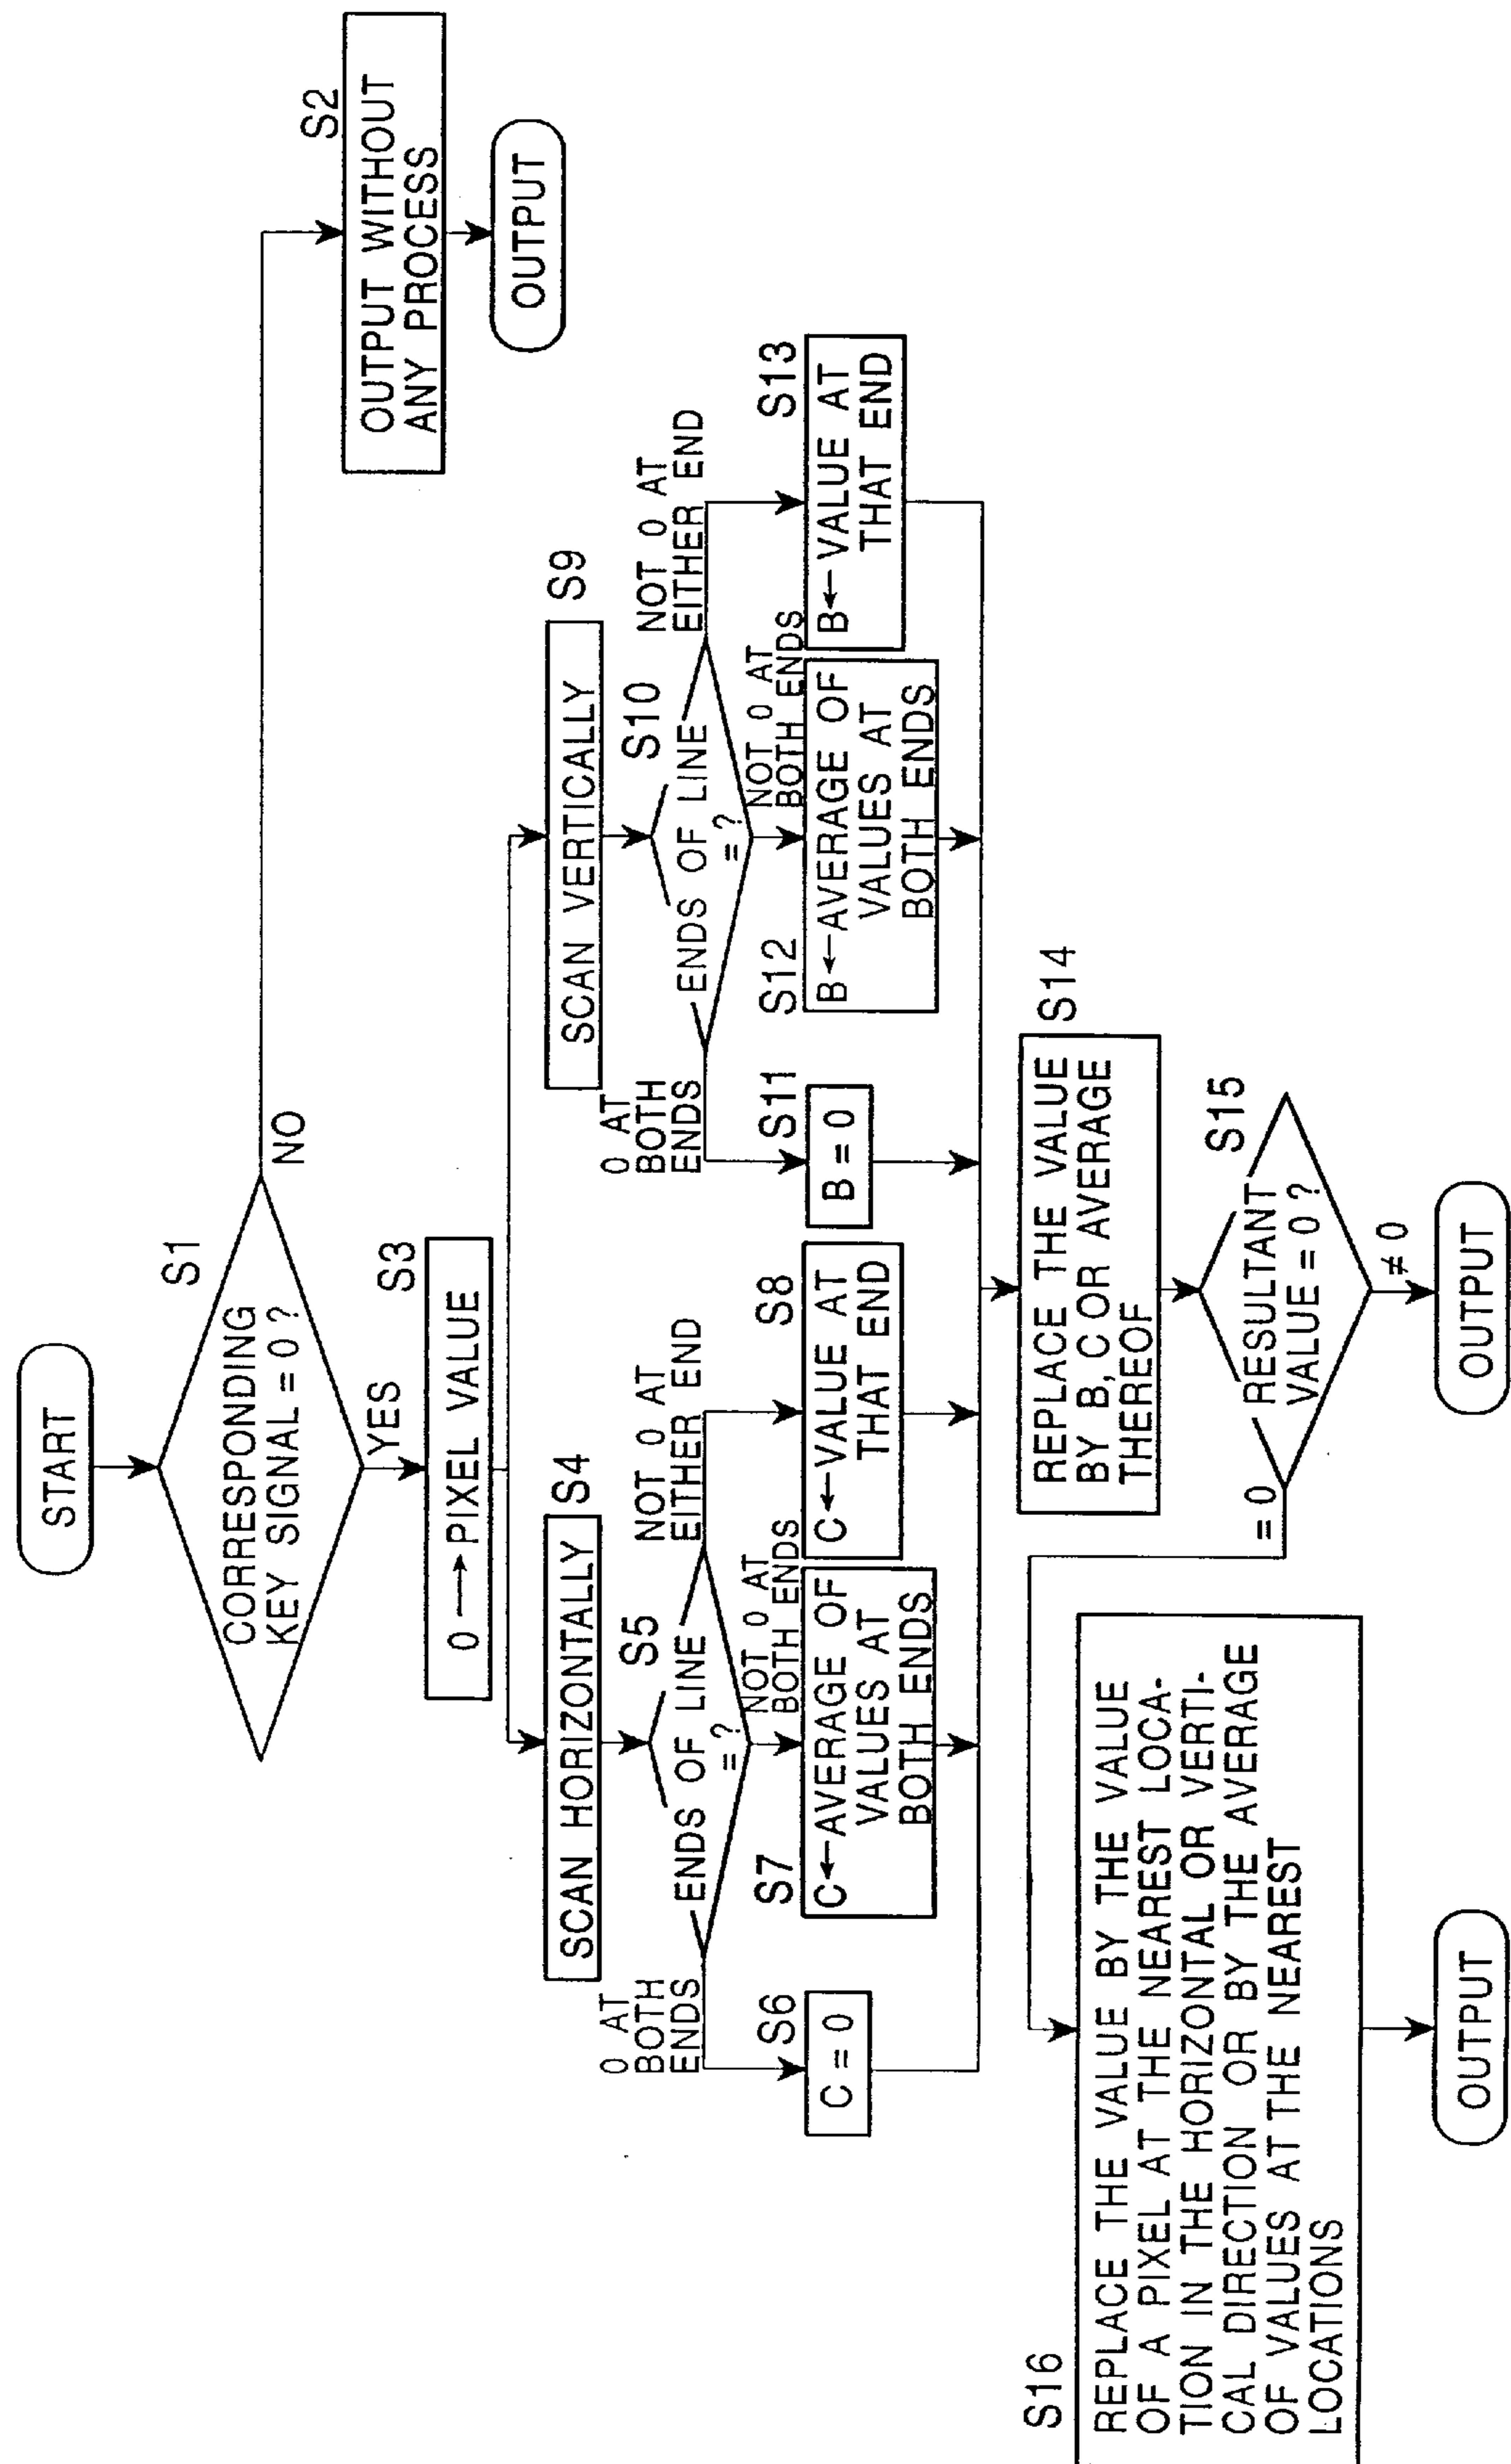 START
S1
CORRESPONDING
KEY SIGNAL = 0 ?
NO
YES
S2
OUTPUT WITHOUT
ANY PROCESS
OUTPUT
S3
0 → PIXEL VALUE
S4
SCAN HORIZONTALLY
S5
ENDS OF LINE
= ?
0 AT
BOTH
ENDS
NOT 0 AT
BOTH ENDS
NOT 0 AT
EITHER END
S6
C = 0
S7
C ← AVERAGE OF
VALUES AT
BOTH ENDS
S8
C ← VALUE AT
THAT END
S9
SCAN VERTICALLY
S10
ENDS OF LINE
= ?
0 AT
BOTH
ENDS
NOT 0 AT
BOTH ENDS
NOT 0 AT
EITHER END
S11
B = 0
S12
B ← AVERAGE OF
VALUES AT
BOTH ENDS
S13
B ← VALUE AT
THAT END
S14
REPLACE THE VALUE
BY B, C OR AVERAGE
THEREOF
S15
RESULTANT
VALUE = 0 ?
= 0
≠ 0
OUTPUT
S16
REPLACE THE VALUE BY THE VALUE
OF A PIXEL AT THE NEAREST LOCA-
TION IN THE HORIZONTAL OR VERTI-
CAL DIRECTION OR BY THE AVERAGE
OF VALUES AT THE NEAREST
LOCATIONS
OUTPUT